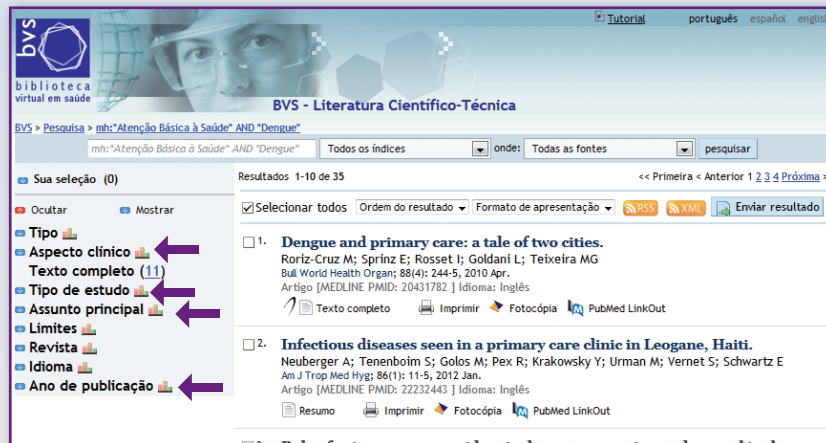 Tutorial português español english
bvs
biblioteca
virtual em saúde
BVS - Literatura Científico-Técnica
BVS > Pesquisa > mh:"Atenção Básica à Saúde" AND "Dengue"
mh:"Atenção Básica à Saúde" AND "Dengue" Todos os índices onde: Todas as fontes pesquisar
Sua seleção (0)
Ocultar Mostrar
Tipo
Aspecto clínico
Texto completo (11)
Tipo de estudo
Assunto principal
Limites
Revista
Idioma
Ano de publicação
Resultados 1-10 de 35 << Primeira < Anterior 1 2 3 4 Próxima >
Selecionar todos Ordem do resultado Formato de apresentação RSS XML Enviar resultado
1. Dengue and primary care: a tale of two cities.
Roriz-Cruz M; Sprinz E; Rosset I; Goldani L; Teixeira MG
Bull World Health Organ; 88(4): 244-5, 2010 Apr.
Artigo [MEDLINE PMID: 20431782 ] Idioma: Inglês
Texto completo Imprimir Fotocópia PubMed LinkOut
2. Infectious diseases seen in a primary care clinic in Leogane, Haiti.
Neuberger A; Tenenboim S; Golos M; Pex R; Krakowsky Y; Urman M; Vernet S; Schwartz E
Am J Trop Med Hyg; 86(1): 11-5, 2012 Jan.
Artigo [MEDLINE PMID: 22232443 ] Idioma: Inglês
Resumo Imprimir Fotocópia PubMed LinkOut